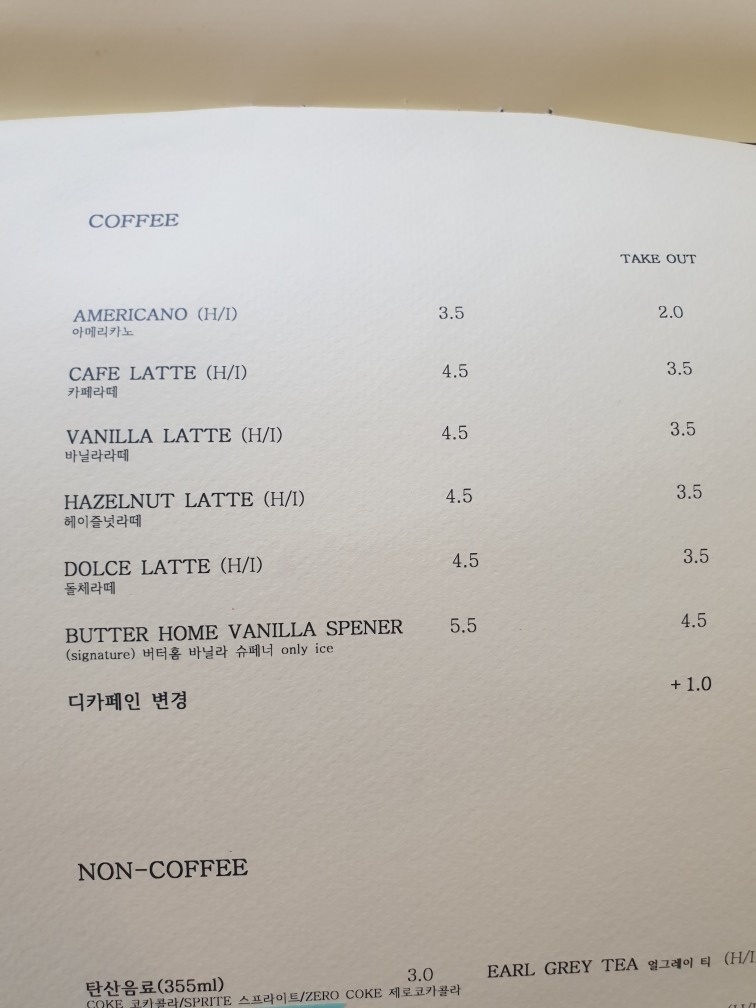 COFFEE
TAKE OUT
AMERICANO (H/I) 3.5 2.0
아메리카노
CAFE LATTE (H/I) 4.5 3.5
카페라떼
VANILLA LATTE (H/I) 4.5 3.5
바닐라라떼
HAZELNUT LATTE (H/I) 4.5 3.5
헤이즐넛라떼
DOLCE LATTE (H/I) 4.5 3.5
돌체라떼
BUTTER HOME VANILLA SPENER 5.5 4.5
(signature) 버터홈 바닐라 슈페너 only ice
디카페인 변경 +1.0
NON-COFFEE
탄산음료(355ml) 3.0 EARL GREY TEA 얼그레이 티
COKE 코카콜라/SPRITE 스프라이트/ZERO COKE 제로코카콜라